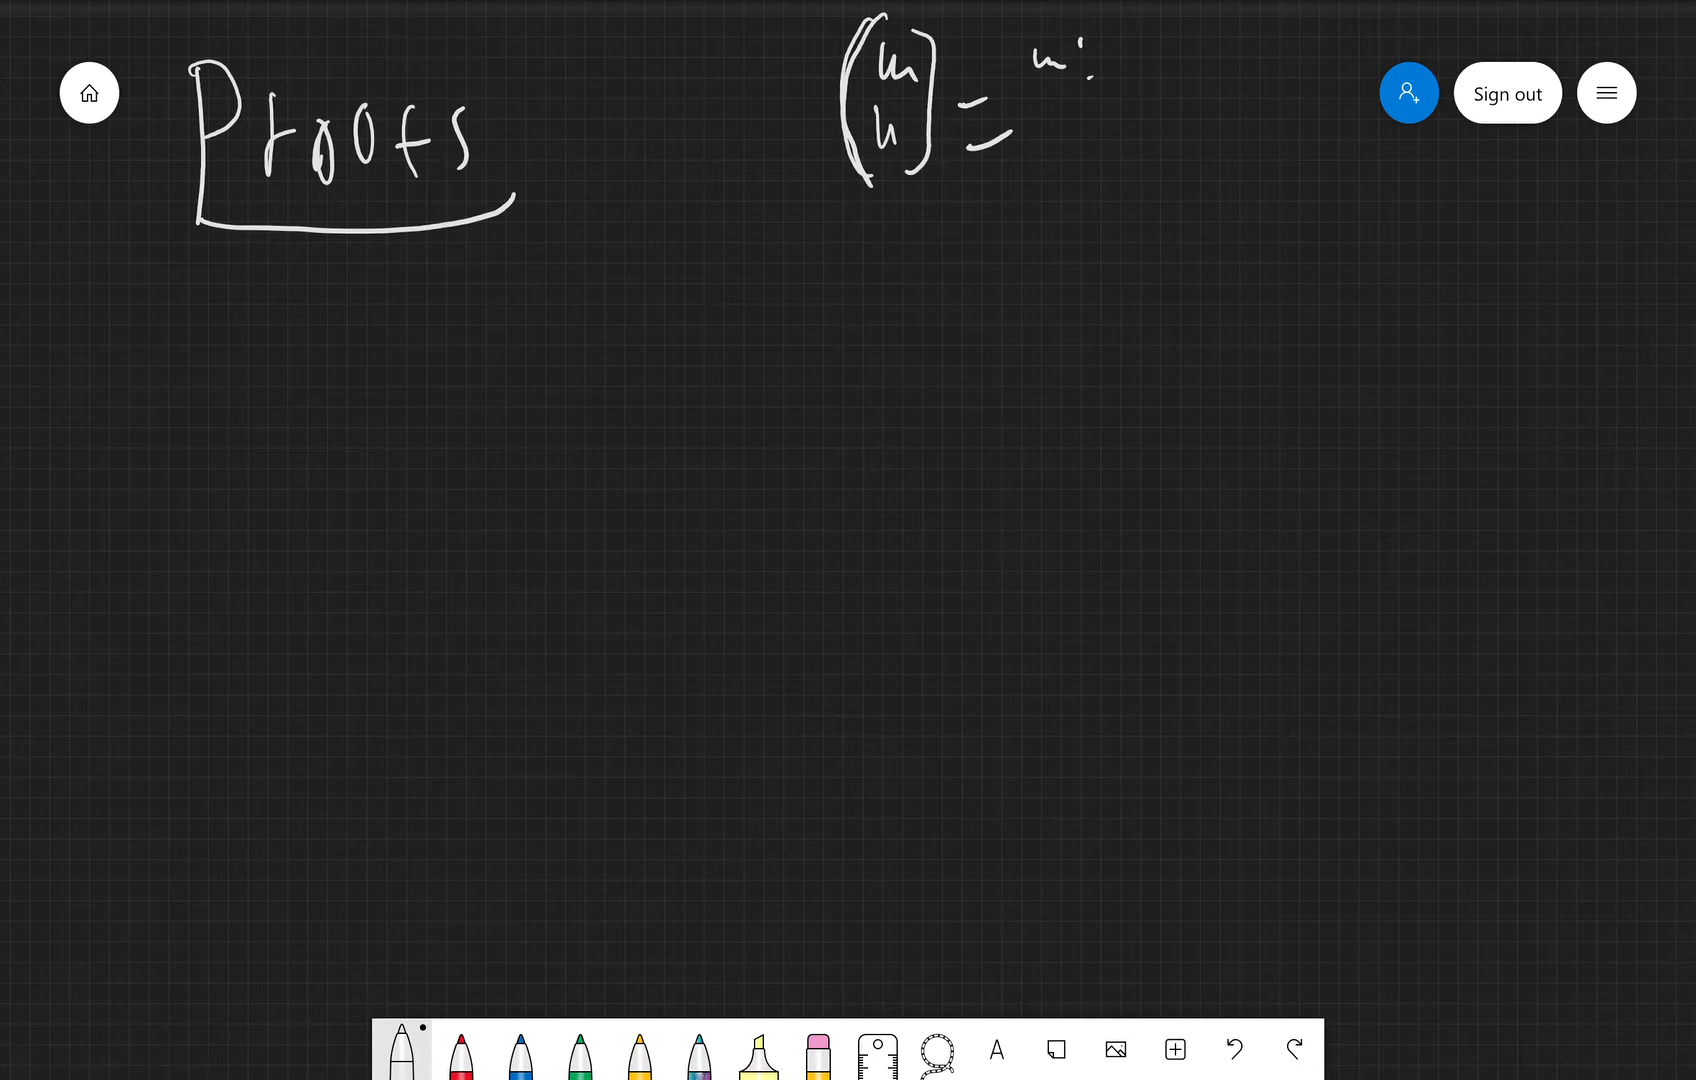 Proofs
(m
n) = m!
Sign out
A